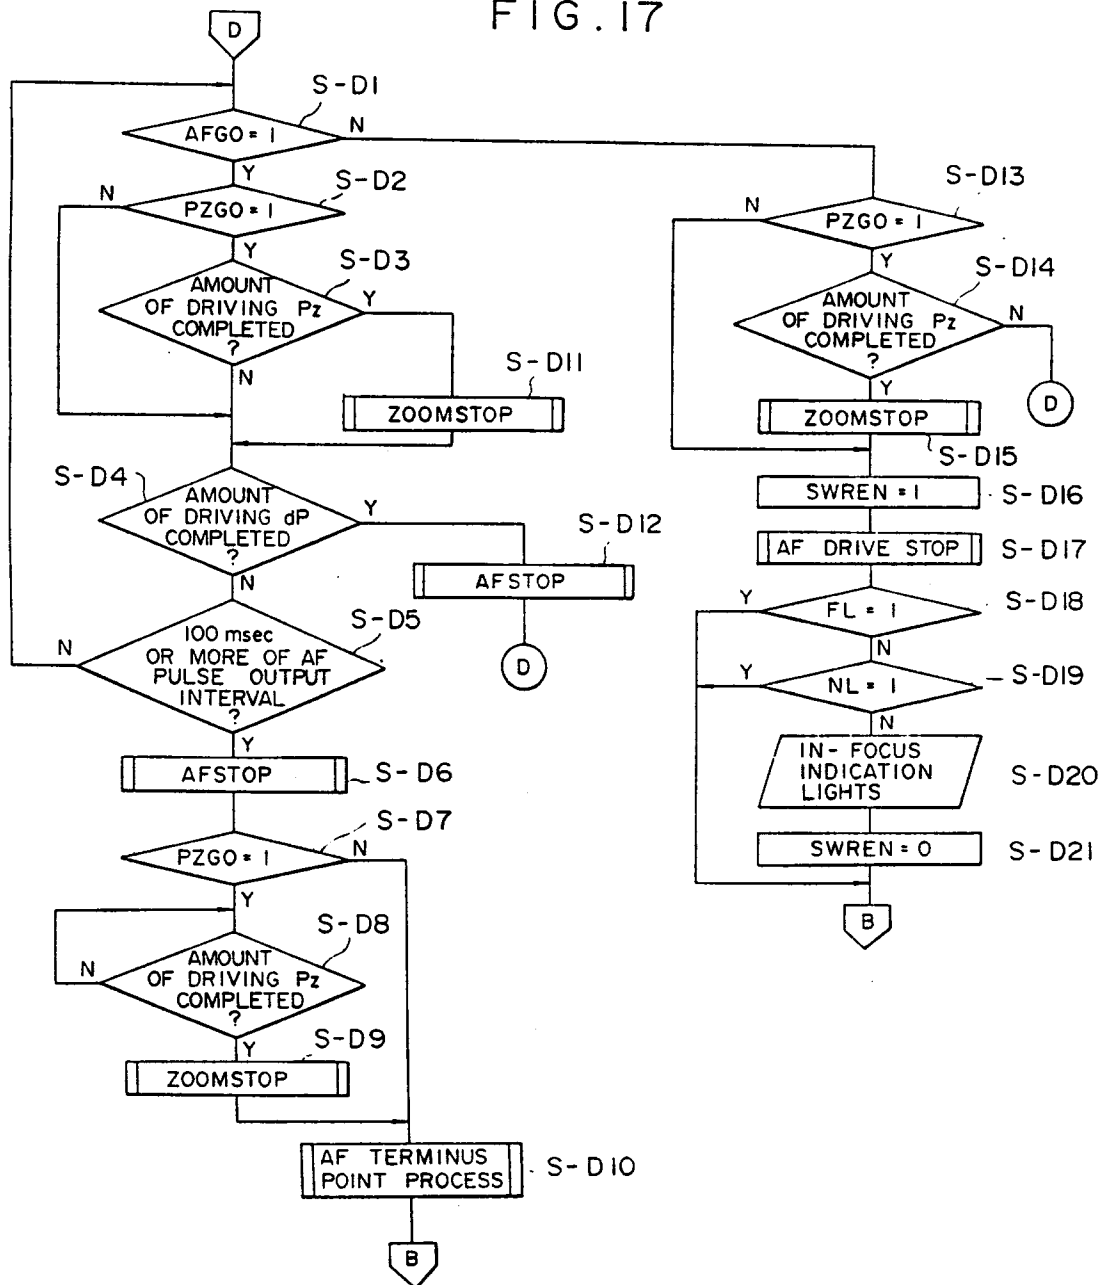 FIG. 17
D
S-D1
AFGO = 1
N
Y
S-D2
N
PZGO = 1
Y
S-D3
AMOUNT
OF DRIVING Pz
COMPLETED
?
Y
N
S-D11
ZOOMSTOP
S-D4
AMOUNT
OF DRIVING dP
COMPLETED
?
Y
N
S-D12
AFSTOP
D
S-D5
100 msec
OR MORE OF AF
PULSE OUTPUT
INTERVAL
?
N
Y
AFSTOP
S-D6
S-D7
PZGO = 1
N
Y
S-D8
AMOUNT
OF DRIVING Pz
COMPLETED
?
N
Y
S-D9
ZOOMSTOP
AF TERMINUS
POINT PROCESS
S-D10
B
S-D13
N
PZGO = 1
Y
S-D14
AMOUNT
OF DRIVING Pz
COMPLETED
?
N
D
Y
ZOOMSTOP
S-D15
SWREN = 1
S-D16
AF DRIVE STOP
S-D17
Y
FL = 1
S-D18
N
Y
NL = 1
S-D19
N
IN-FOCUS
INDICATION
LIGHTS
S-D20
SWREN = 0
S-D21
B